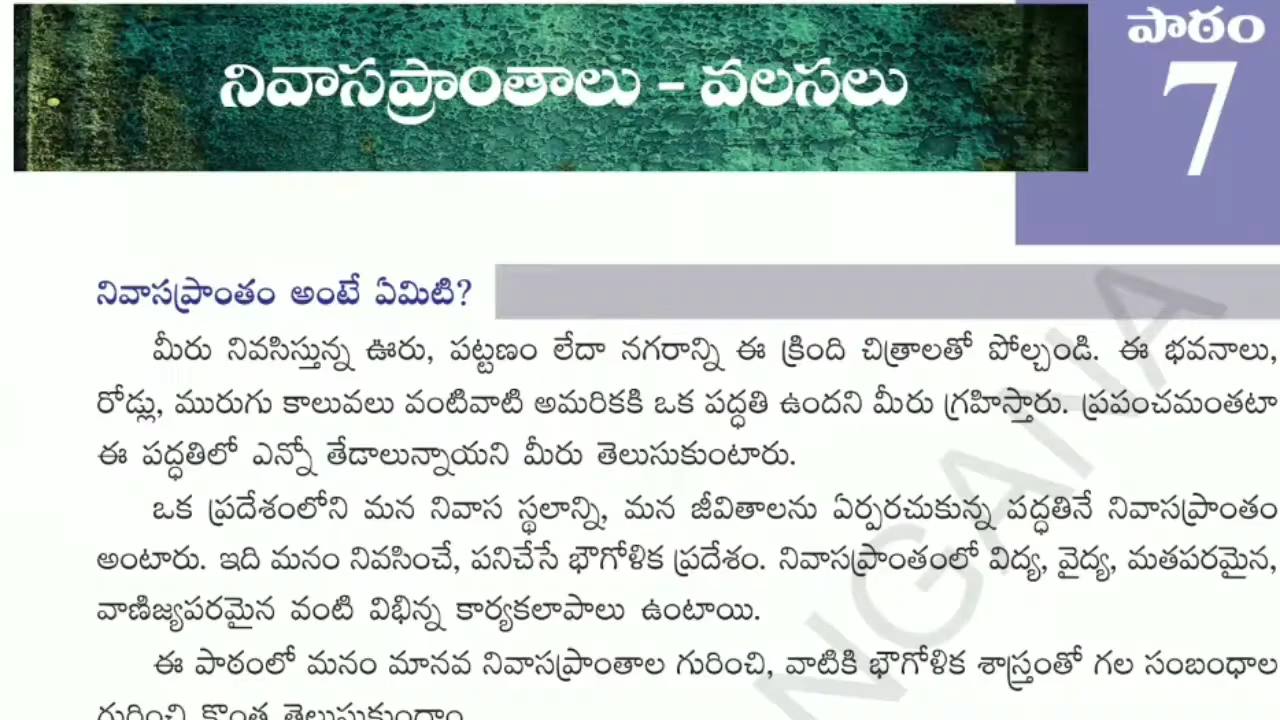 నివాసప్రాంతాలు – వలసలు
పాఠం
7
నివాసప్రాంతం అంటే ఏమిటి?
మీరు నివసిస్తున్న ఊరు, పట్టణం లేదా నగరాన్ని ఈ క్రింది చిత్రాలతో పోల్చండి. ఈ భవనాలు,
రోడ్లు, మురుగు కాలువలు వంటివాటి అమరికకి ఒక పద్ధతి ఉందని మీరు గ్రహిస్తారు. ప్రపంచమంతటా
ఈ పద్ధతిలో ఎన్నో తేడాలున్నాయని మీరు తెలుసుకుంటారు.
ఒక ప్రదేశంలోని మన నివాస స్థలాన్ని, మన జీవితాలను ఏర్పరచుకున్న పద్ధతినే నివాసప్రాంతం
అంటారు. ఇది మనం నివసించే, పనిచేసే భౌగోళిక ప్రదేశం. నివాసప్రాంతంలో విద్య, వైద్య, మతపరమైన,
వాణిజ్యపరమైన వంటి విభిన్న కార్యకలాపాలు ఉంటాయి.
ఈ పాఠంలో మనం మానవ నివాసప్రాంతాల గురించి, వాటికి భౌగోళిక శాస్త్రంతో గల సంబంధాల
గురించి కొంత తెలుసుకుందాం.
NGANA